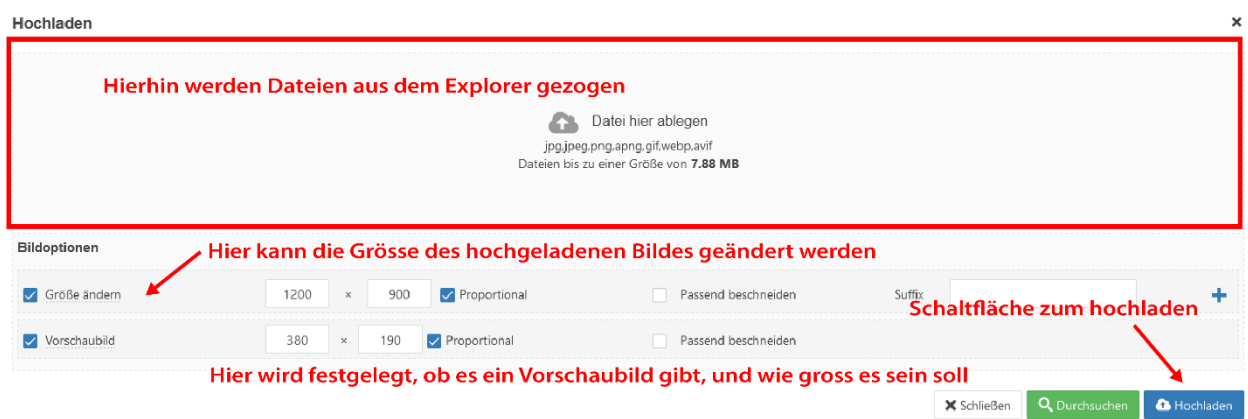 Hochladen ×
Hierhin werden Dateien aus dem Explorer gezogen
Datei hier ablegen
jpg,jpeg,png,apng,gif,webp,avif
Dateien bis zu einer Größe von 7.88 MB
Bildoptionen
Hier kann die Grösse des hochgeladenen Bildes geändert werden
Größe ändern 1200 × 900 Proportional Passend beschneiden Suffix +
Schaltfläche zum hochladen
Vorschaubild 380 × 190 Proportional Passend beschneiden
Hier wird festgelegt, ob es ein Vorschaubild gibt, und wie gross es sein soll
Schließen Durchsuchen Hochladen